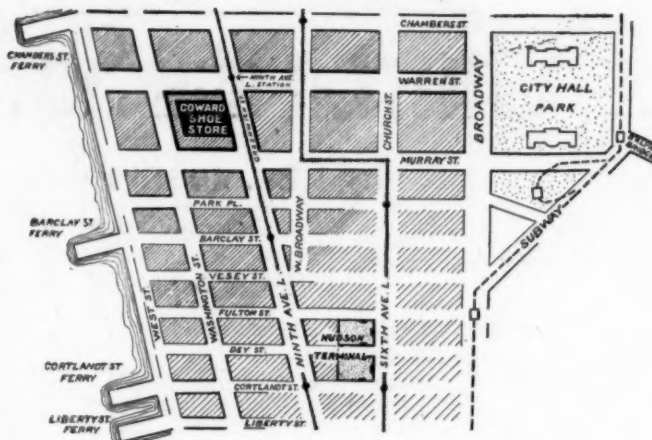 CHAMBERS ST.
CHAMBERS ST.
FERRY
WARREN ST.
NINTH AVE.
L. STATION
COWARD
SHOE
STORE
GREENWICH
CHURCH ST.
BROADWAY
CITY HALL
PARK
MURRAY ST.
PARK PL.
BARCLAY ST.
FERRY
BARCLAY ST.
W. BROADWAY
SUBWAY
VESEY ST.
WEST ST.
WASHINGTON ST.
FULTON ST.
NINTH AVE. L.
SIXTH AVE. L.
HUDSON
TERMINAL
DEY ST.
CORTLANDT ST
FERRY
CORTLANDT ST.
LIBERTY ST.
FERRY
LIBERTY ST.